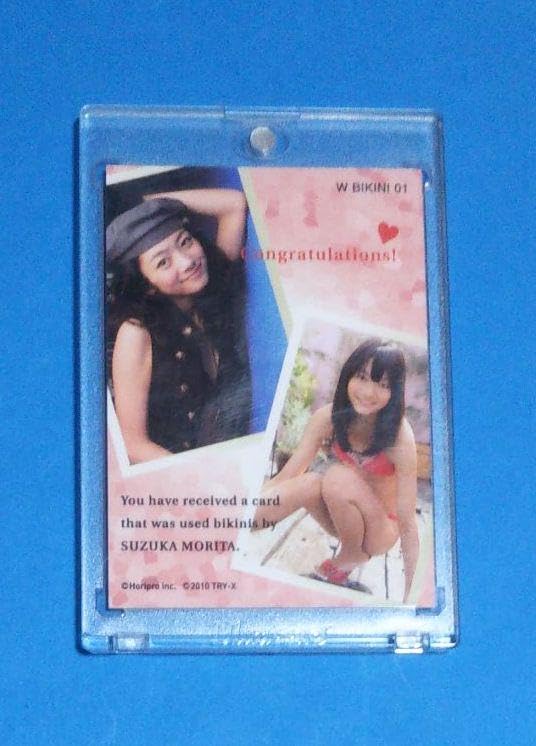 W BIKINI 01
Congratulations!
You have received a card
that was used bikinis by
SUZUKA MORITA.
©Horipro Inc. ©2010 TRY-X